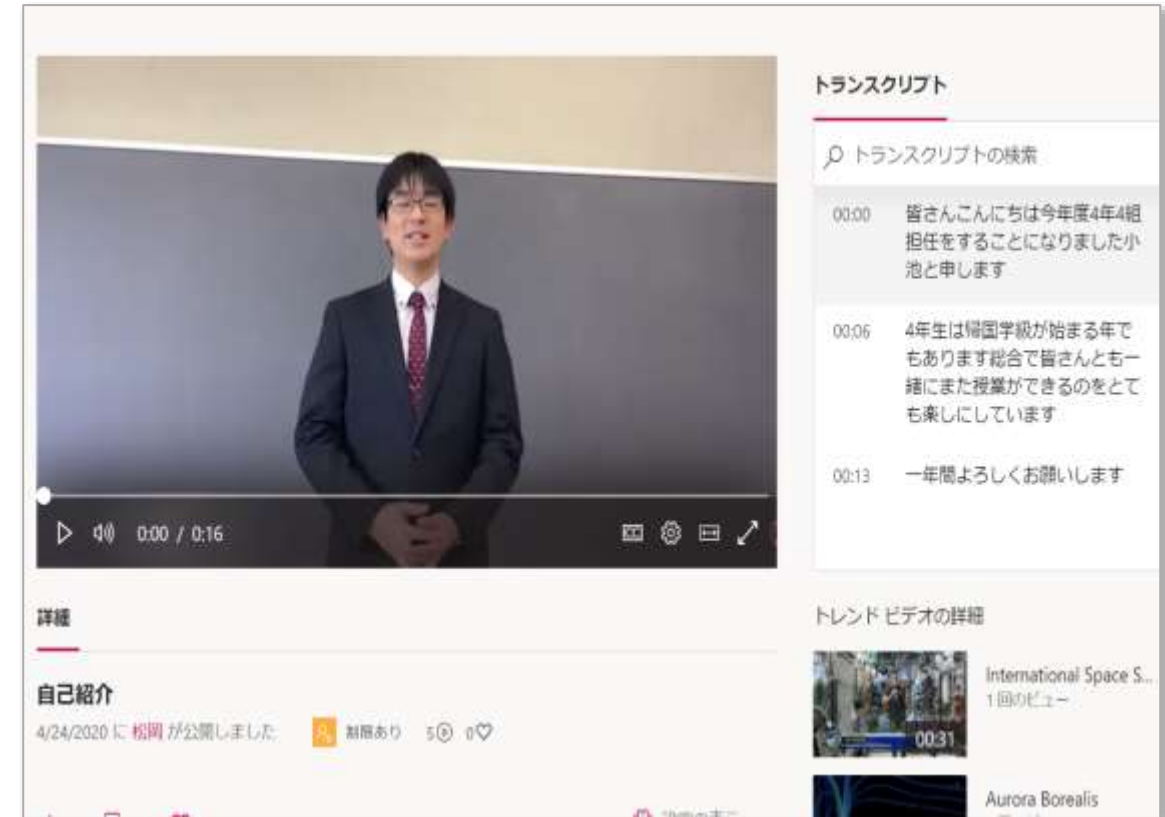 トランスクリプト
トランスクリプトの検索
00:00
皆さんこんにちは今年度4年4組
担任をすることになりました小
池と申します
00:06
4年生は帰国学級が始まる年で
もあります総合で皆さんとも一
緒にまた授業ができるのをとて
も楽しにしています
00:13
一年間よろしくお願いします
0:00 / 0:16
詳細
自己紹介
4/24/2020 に 松岡 が公開しました
制限あり 5 0
トレンド ビデオの詳細
International Space S...
1 回のビュー
00:31
Aurora Borealis